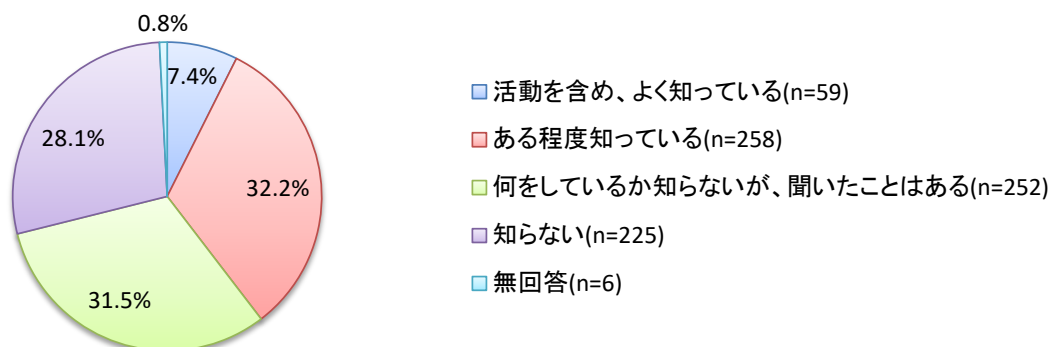 0.8%
7.4%
32.2%
31.5%
28.1%
活動を含め、よく知っている(n=59)
ある程度知っている(n=258)
何をしているか知らないが、聞いたことはある(n=252)
知らない(n=225)
無回答(n=6)